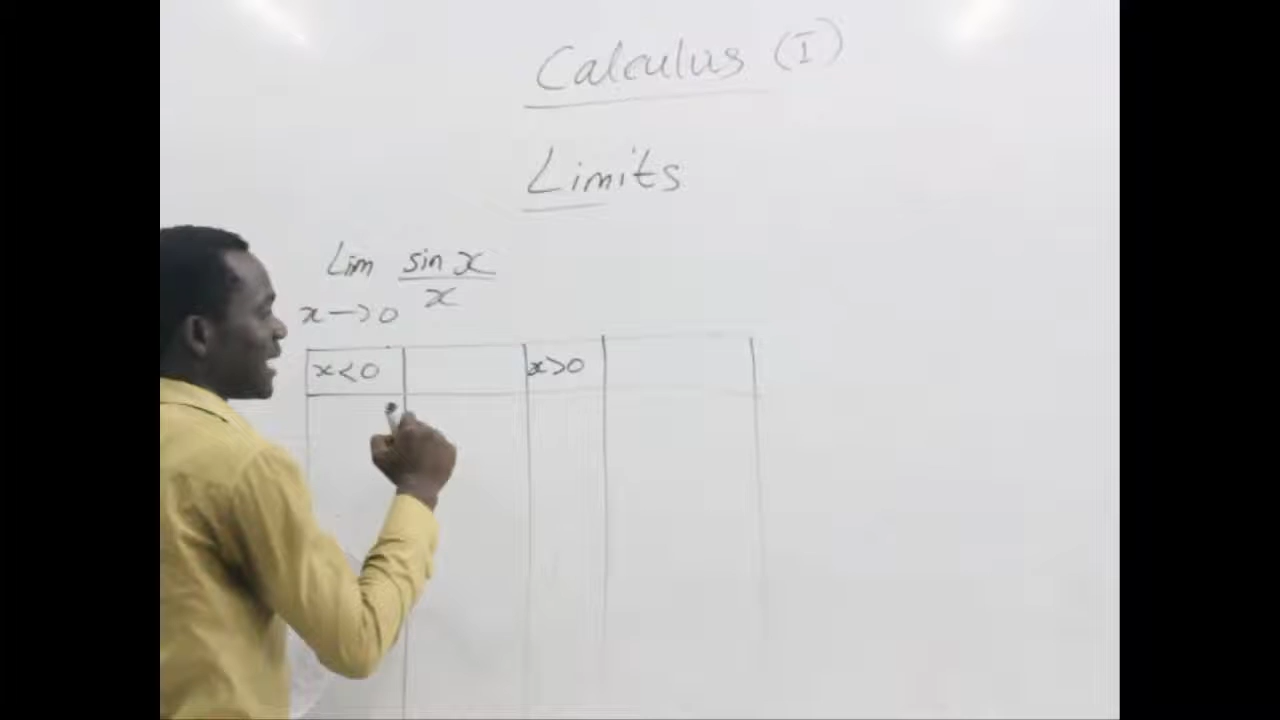 Calculus (I)
Limits
Lim sin x
x
x → 0
x<0 x>0